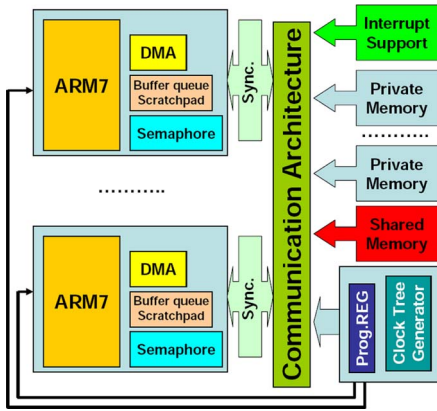 ARM7
DMA
Buffer queue
Scratchpad
Semaphore
Sync.
...........
ARM7
DMA
Buffer queue
Scratchpad
Semaphore
Sync.
Communication Architecture
Interrupt
Support
Private
Memory
...........
Private
Memory
Shared
Memory
Prog.REG
Clock Tree
Generator